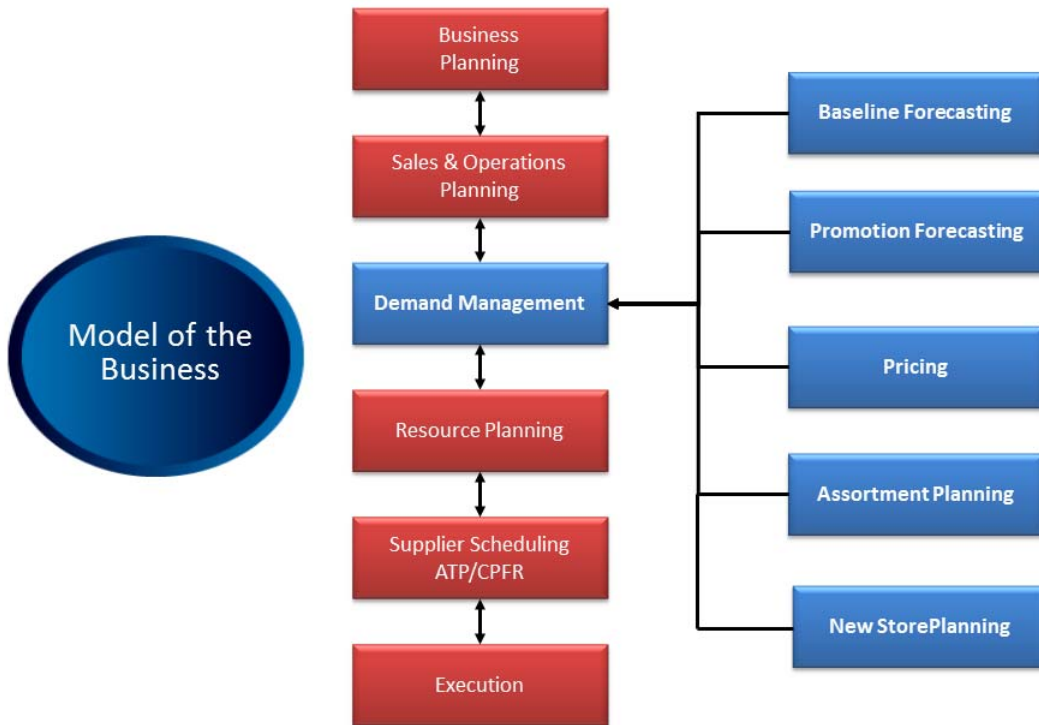 Model of the
Business
Business
Planning
Sales & Operations
Planning
Demand Management
Resource Planning
Supplier Scheduling
ATP/CPFR
Execution
Baseline Forecasting
Promotion Forecasting
Pricing
Assortment Planning
New StorePlanning